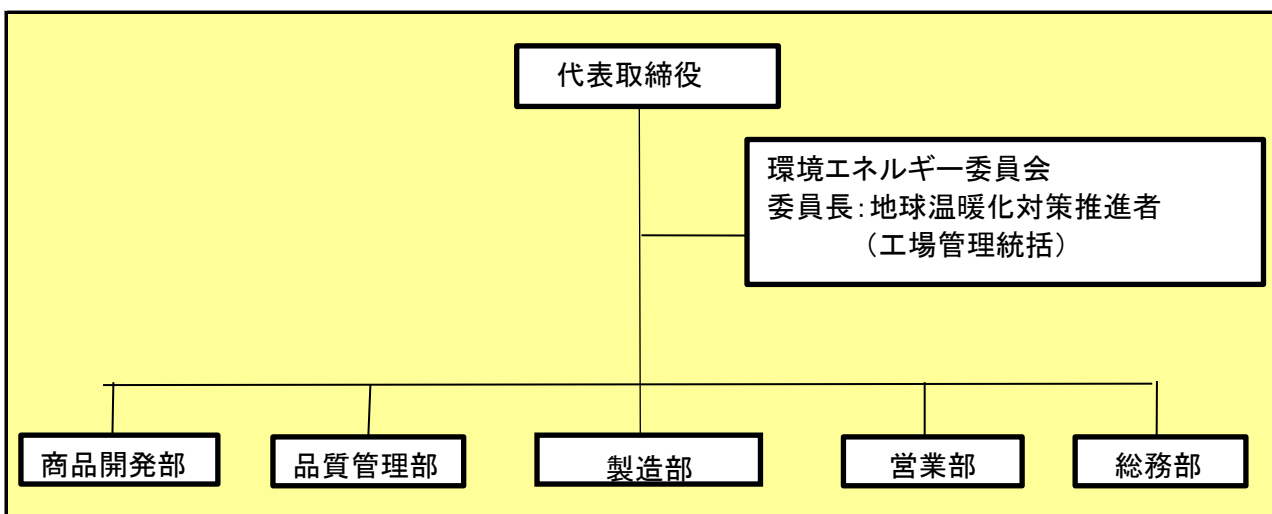 代表取締役
環境エネルギー委員会
委員長:地球温暖化対策推進者
(工場管理統括)
商品開発部
品質管理部
製造部
営業部
総務部